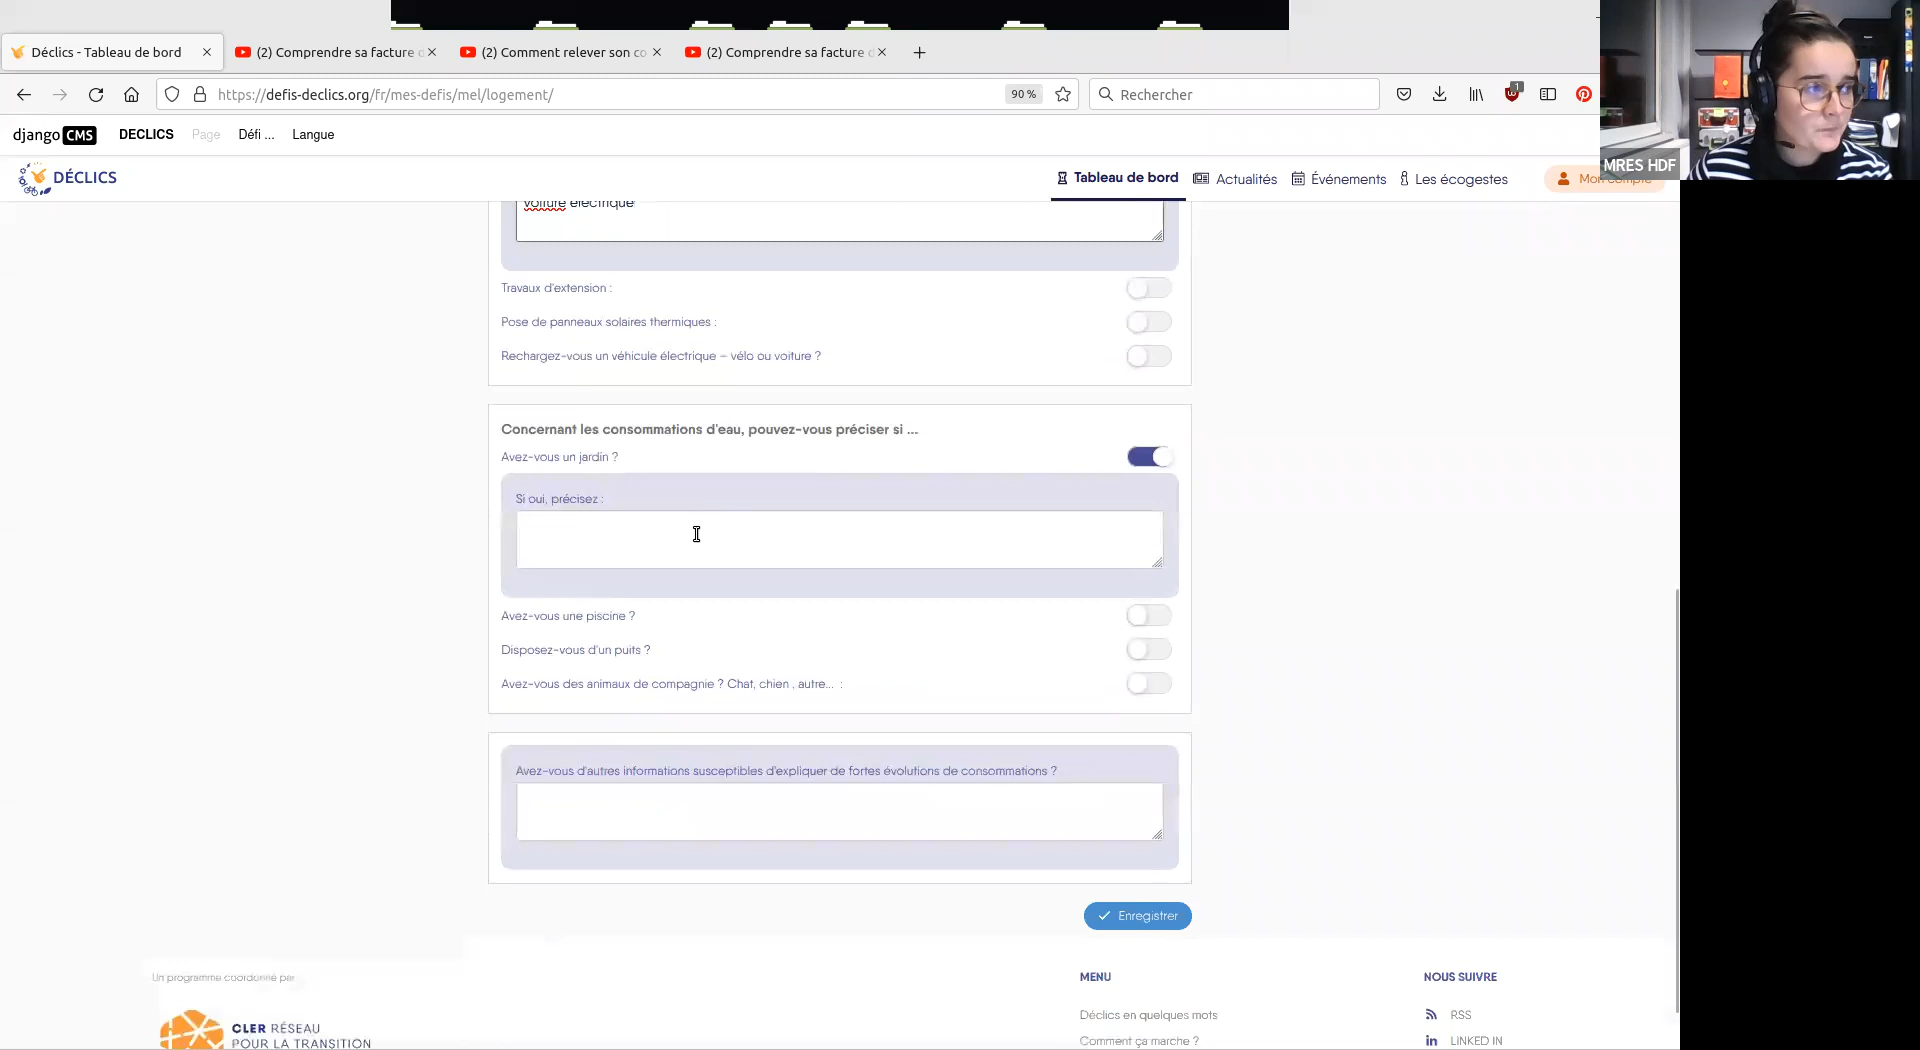 Déclics - Tableau de bord
(2) Comprendre sa facture d
(2) Comment relever son co
(2) Comprendre sa facture d
https://defis-declics.org/fr/mes-defis/mel/logement/
90 %
Rechercher
1
django CMS
DECLICS
Page
Défi ...
Langue
DÉCLICS
Tableau de bord
Actualités
Événements
Les écogestes
Mon compte
MRES HDF
voiture électrique
Travaux d'extension :
Pose de panneaux solaires thermiques :
Rechargez-vous un véhicule électrique – vélo ou voiture ?
Concernant les consommations d'eau, pouvez-vous préciser si ...
Avez-vous un jardin ?
Si oui, précisez :
Avez-vous une piscine ?
Disposez-vous d'un puits ?
Avez-vous des animaux de compagnie ? Chat, chien , autre... :
Avez-vous d'autres informations susceptibles d'expliquer de fortes évolutions de consommations ?
Enregistrer
Un programme coordonné par
CLER RÉSEAU
POUR LA TRANSITION
MENU
Déclics en quelques mots
Comment ça marche ?
NOUS SUIVRE
RSS
LINKED IN